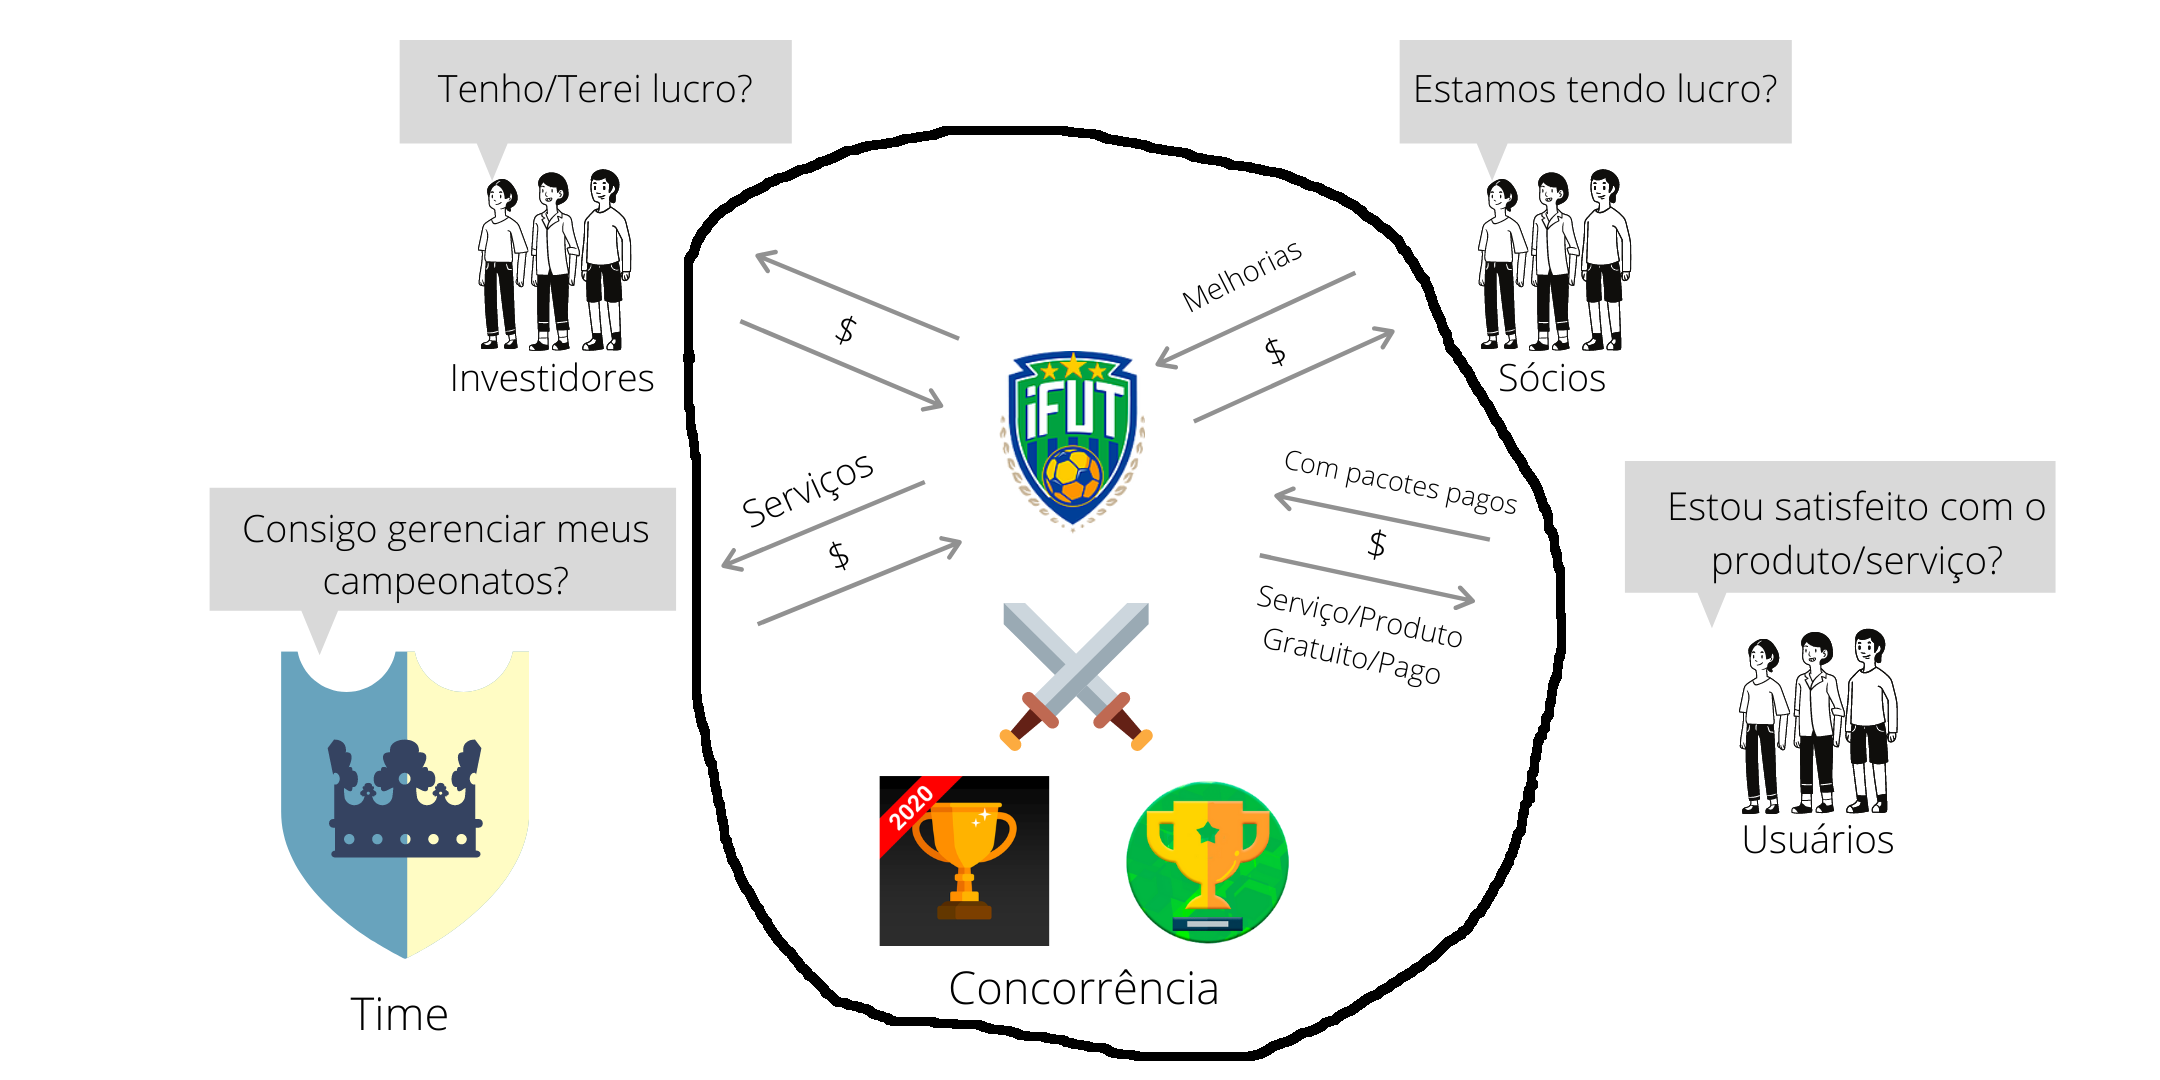 Tenho/Terei lucro?
Estamos tendo lucro?
Investidores
$
Melhorias
$
Sócios
iFUT
Serviços
$
Com pacotes pagos
$
Serviço/Produto
Gratuito/Pago
Consigo gerenciar meus
campeonatos?
Estou satisfeito com o
produto/serviço?
Time
2020
Concorrência
Usuários